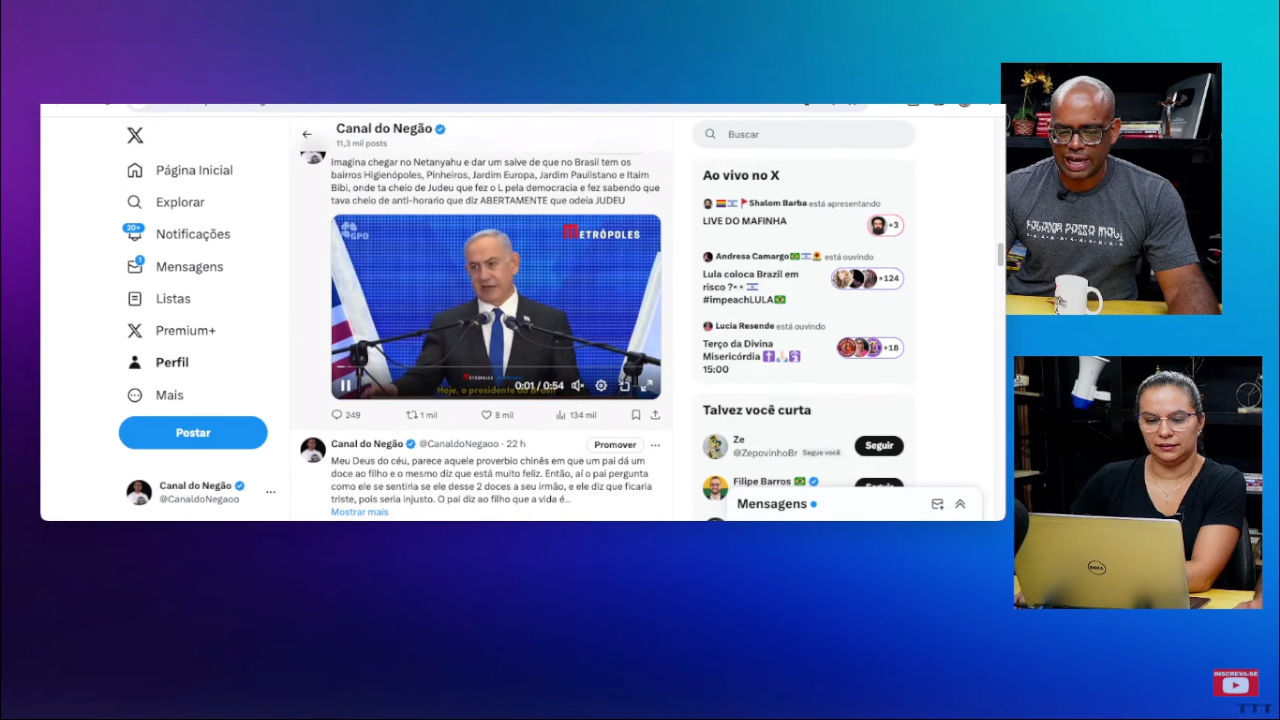 Canal do Negão
11,3 mil posts
Buscar
Página Inicial
Explorar
20+
Notificações
1
Mensagens
Listas
Premium+
Perfil
Mais
Postar
Canal do Negão
@CanaldoNegaoo
Imagina chegar no Netanyahu e dar um salve de que no Brasil tem os
bairros Higienópoles, PInheiros, Jardim Europa, Jardim Paulistano e Itaim
Bibi, onde ta cheio de Judeu que fez o L pela democracia e fez sabendo que
tava cheio de anti-horario que diz ABERTAMENTE que odeia JUDEU
GPO
METRÓPOLES
METRÓPOLES
Hoje, o presidente do Brasil
0:01 / 0:54
249
1 mil
8 mil
134 mil
Canal do Negão @CanaldoNegaoo · 22 h
Promover
Meu Deus do céu, parece aquele proverbio chinês em que um pai dá um
doce ao filho e o mesmo diz que está muito feliz. Então, aí o pai pergunta
como ele se sentiria se ele desse 2 doces a seu irmão, e ele diz que ficaria
triste, pois seria injusto. O pai diz ao filho que a vida é...
Mostrar mais
Ao vivo no X
Shalom Barba está apresentando
LIVE DO MAFINHA
+3
Andresa Camargo está ouvindo
Lula coloca Brazil em
risco ?
#impeachLULA
+124
Lucia Resende está ouvindo
Terço da Divina
Misericórdia
15:00
+18
Talvez você curta
Ze
@ZepovinhoBr Segue você
Seguir
Filipe Barros
Seguir
Mensagens
FALADOR PASSA MAL
DELL
INSCREVA-SE